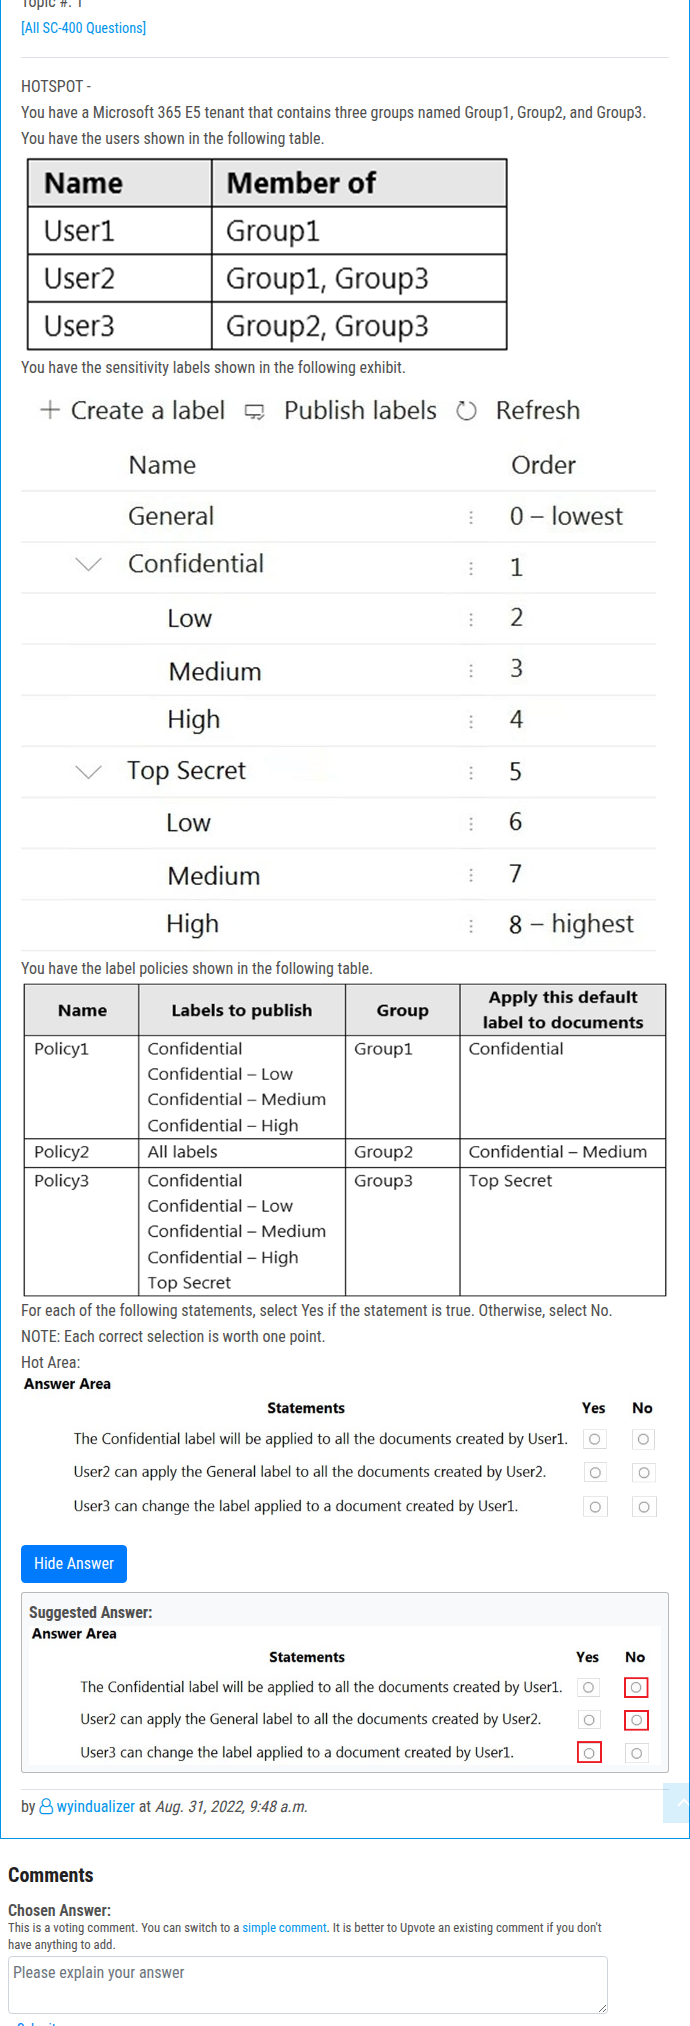 Topic #: 1
[All SC-400 Questions]
HOTSPOT -
You have a Microsoft 365 E5 tenant that contains three groups named Group1, Group2, and Group3.
You have the users shown in the following table.
Name Member of
User1 Group1
User2 Group1, Group3
User3 Group2, Group3
You have the sensitivity labels shown in the following exhibit.
+ Create a label Publish labels Refresh
Name Order
General 0 – lowest
Confidential 1
Low 2
Medium 3
High 4
Top Secret 5
Low 6
Medium 7
High 8 – highest
You have the label policies shown in the following table.
Name Labels to publish Group Apply this default
label to documents
Policy1 Confidential Group1 Confidential
Confidential – Low
Confidential – Medium
Confidential – High
Policy2 All labels Group2 Confidential – Medium
Policy3 Confidential Group3 Top Secret
Confidential – Low
Confidential – Medium
Confidential – High
Top Secret
For each of the following statements, select Yes if the statement is true. Otherwise, select No.
NOTE: Each correct selection is worth one point.
Hot Area:
Answer Area
Statements Yes No
The Confidential label will be applied to all the documents created by User1.
User2 can apply the General label to all the documents created by User2.
User3 can change the label applied to a document created by User1.
Hide Answer
Suggested Answer:
Answer Area
Statements Yes No
The Confidential label will be applied to all the documents created by User1.
User2 can apply the General label to all the documents created by User2.
User3 can change the label applied to a document created by User1.
by wyindualizer at Aug. 31, 2022, 9:48 a.m.
Comments
Chosen Answer:
This is a voting comment. You can switch to a simple comment. It is better to Upvote an existing comment if you don't
have anything to add.
Please explain your answer